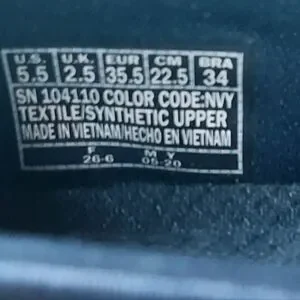 U.S. U.K. EUR CM BRA
5.5 2.5 35.5 22.5 34
SN 104110 COLOR CODE:NVY
TEXTILE/SYNTHETIC UPPER
MADE IN VIETNAM/HECHO EN VIETNAM
F M Y
26-6 05-20